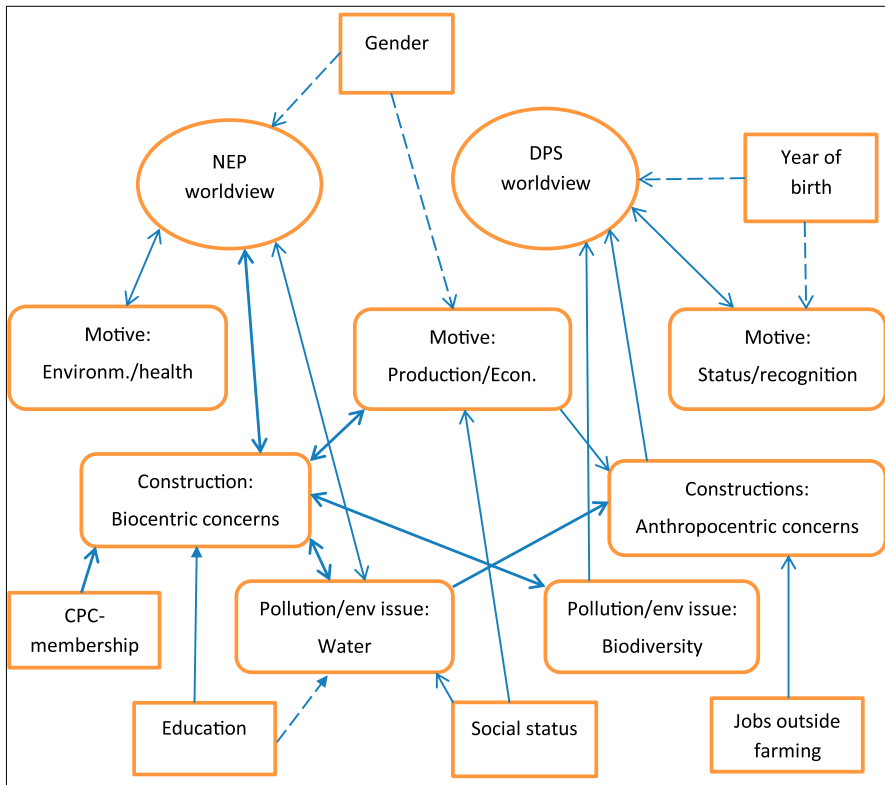 Gender
NEP
worldview
DPS
worldview
Year of
birth
Motive:
Environm./health
Motive:
Production/Econ.
Motive:
Status/recognition
Construction:
Biocentric concerns
Constructions:
Anthropocentric concerns
CPC-
membership
Pollution/env issue:
Water
Pollution/env issue:
Biodiversity
Education
Social status
Jobs outside
farming